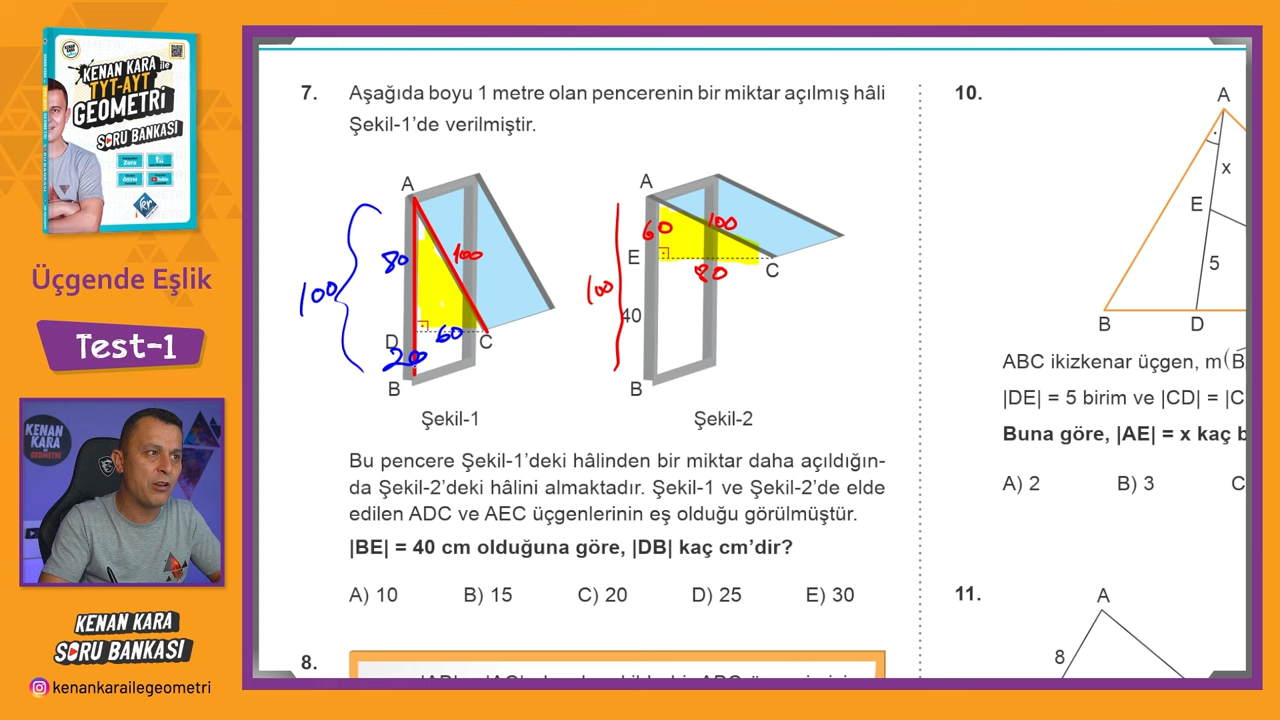 KENAN KARA ile
TYT-AYT
GEOMETRİ
SORU BANKASI
Üçgende Eşlik
Test-1
KENAN
KARA
GEOMETRİ
KENAN KARA
SORU BANKASI
kenankarailegeometri
7. Aşağıda boyu 1 metre olan pencerenin bir miktar açılmış hâli
Şekil-1'de verilmiştir.
A
80
100
100
D
60
C
20
B
Şekil-1
A
60
100
E
80
C
100
40
B
Şekil-2
Bu pencere Şekil-1'deki hâlinden bir miktar daha açıldığın-
da Şekil-2'deki hâlini almaktadır. Şekil-1 ve Şekil-2'de elde
edilen ADC ve AEC üçgenlerinin eş olduğu görülmüştür.
|BE| = 40 cm olduğuna göre, |DB| kaç cm'dir?
A) 10 B) 15 C) 20 D) 25 E) 30
8.
10.
A
x
E
5
B D
ABC ikizkenar üçgen, m(B
|DE| = 5 birim ve |CD| = |C
Buna göre, |AE| = x kaç b
A) 2 B) 3 C
11.
A
8